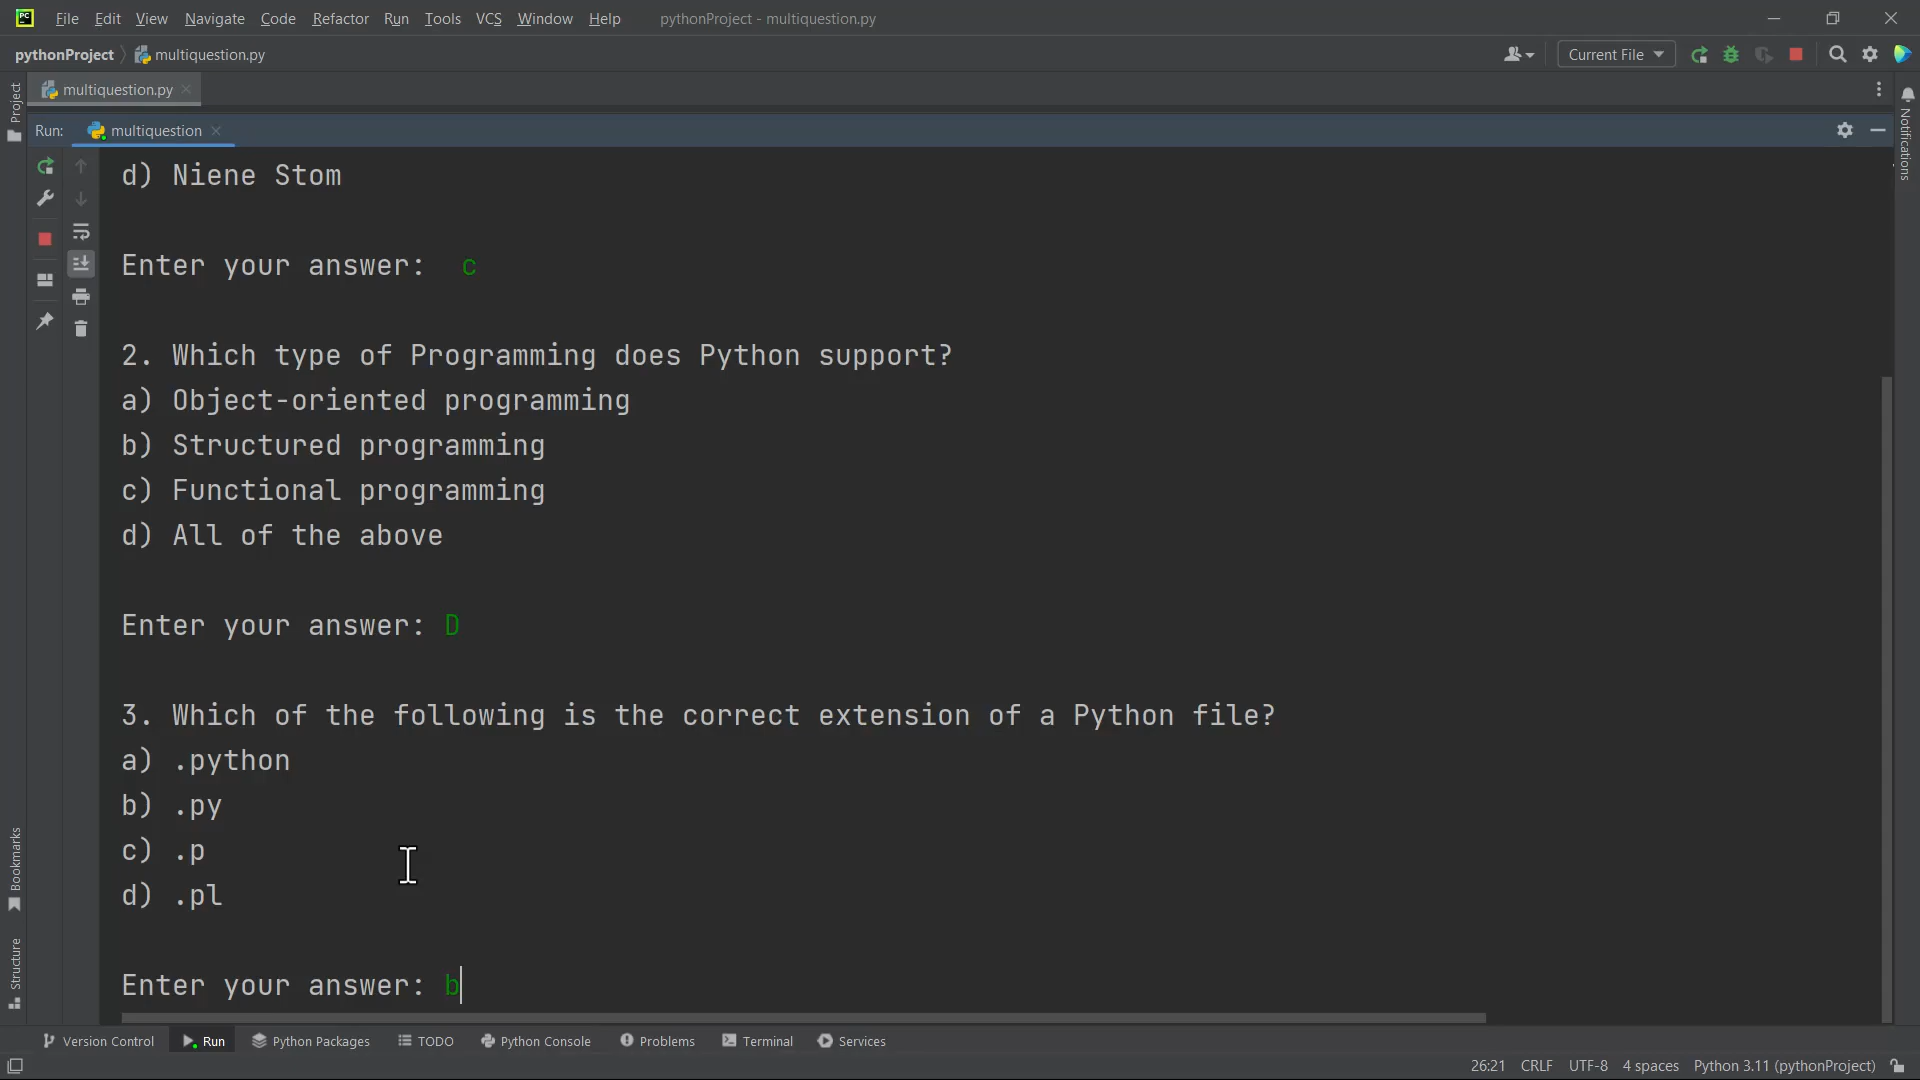 PC File Edit View Navigate Code Refactor Run Tools VCS Window Help pythonProject - multiquestion.py
pythonProject multiquestion.py Current File
multiquestion.py
Project
Notifications
Run: multiquestion
d) Niene Stom
Enter your answer:  c
2. Which type of Programming does Python support?
a) Object-oriented programming
b) Structured programming
c) Functional programming
d) All of the above
Enter your answer: D
3. Which of the following is the correct extension of a Python file?
a) .python
b) .py
c) .p
d) .pl
Enter your answer: b
Bookmarks
Structure
Version Control Run Python Packages TODO Python Console Problems Terminal Services
26:21 CRLF UTF-8 4 spaces Python 3.11 (pythonProject)